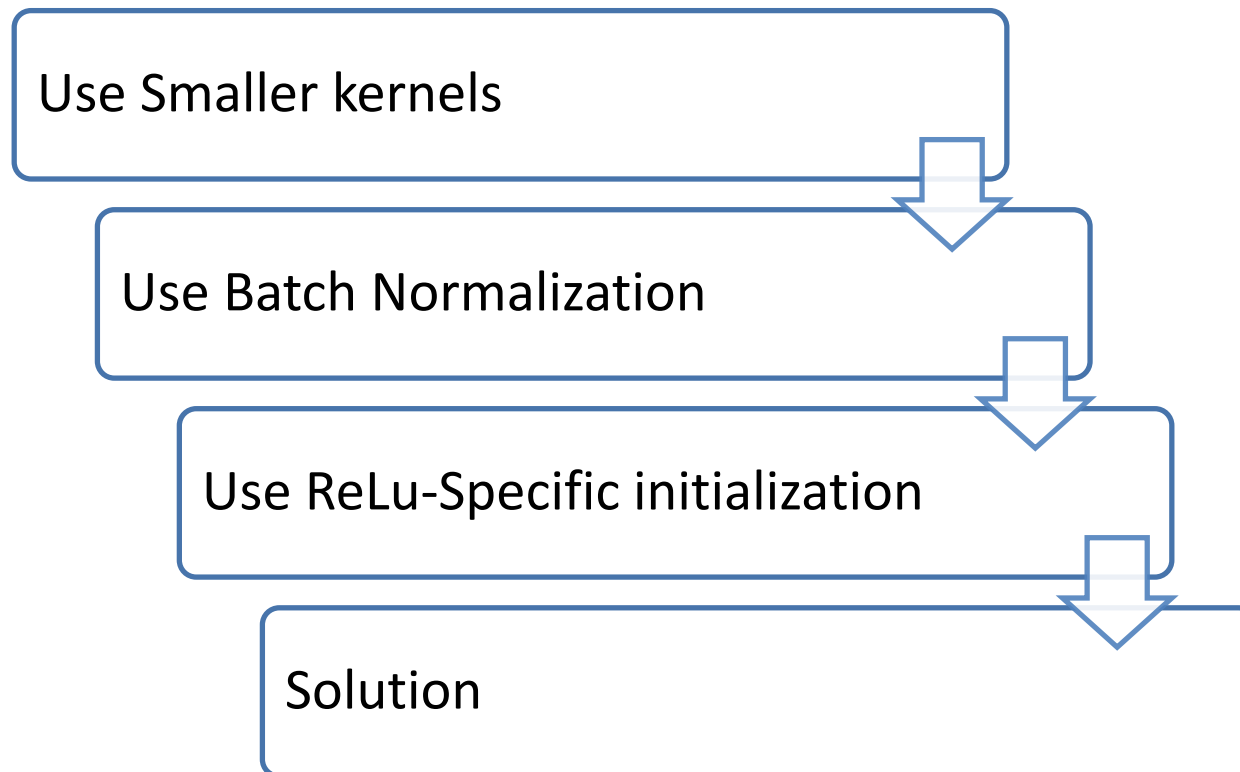 Use Smaller kernels
Use Batch Normalization
Use ReLu-Specific initialization
Solution